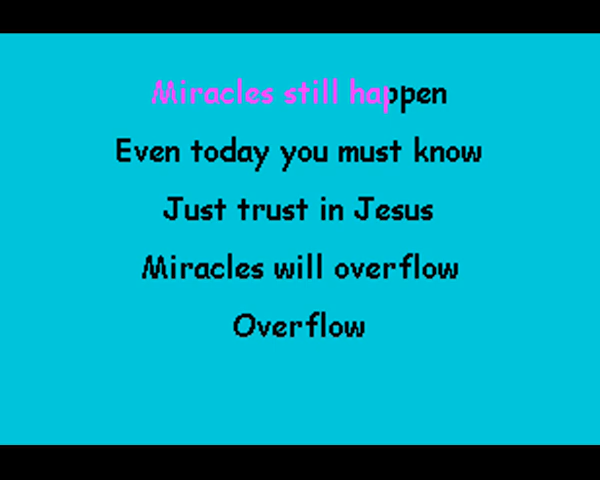 Miracles still happen
Even today you must know
Just trust in Jesus
Miracles will overflow
Overflow